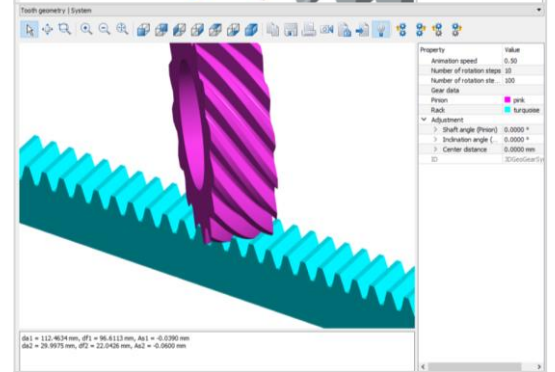 Tooth geometry | System
Property Value
Animation speed 0.50
Number of rotation steps 10
Number of rotation ste... 100
Gear data
Pinion pink
Rack turquoise
Adjustment
Shaft angle (Pinion) 0.0000 °
Inclination angle (... 0.0000 °
Center distance 0.0000 mm
ID 3DGeoGearSy
da1 = 112.4634 mm, df1 = 96.6113 mm, As1 = -0.0390 mm
da2 = 29.9975 mm, df2 = 22.0426 mm, As2 = -0.0600 mm